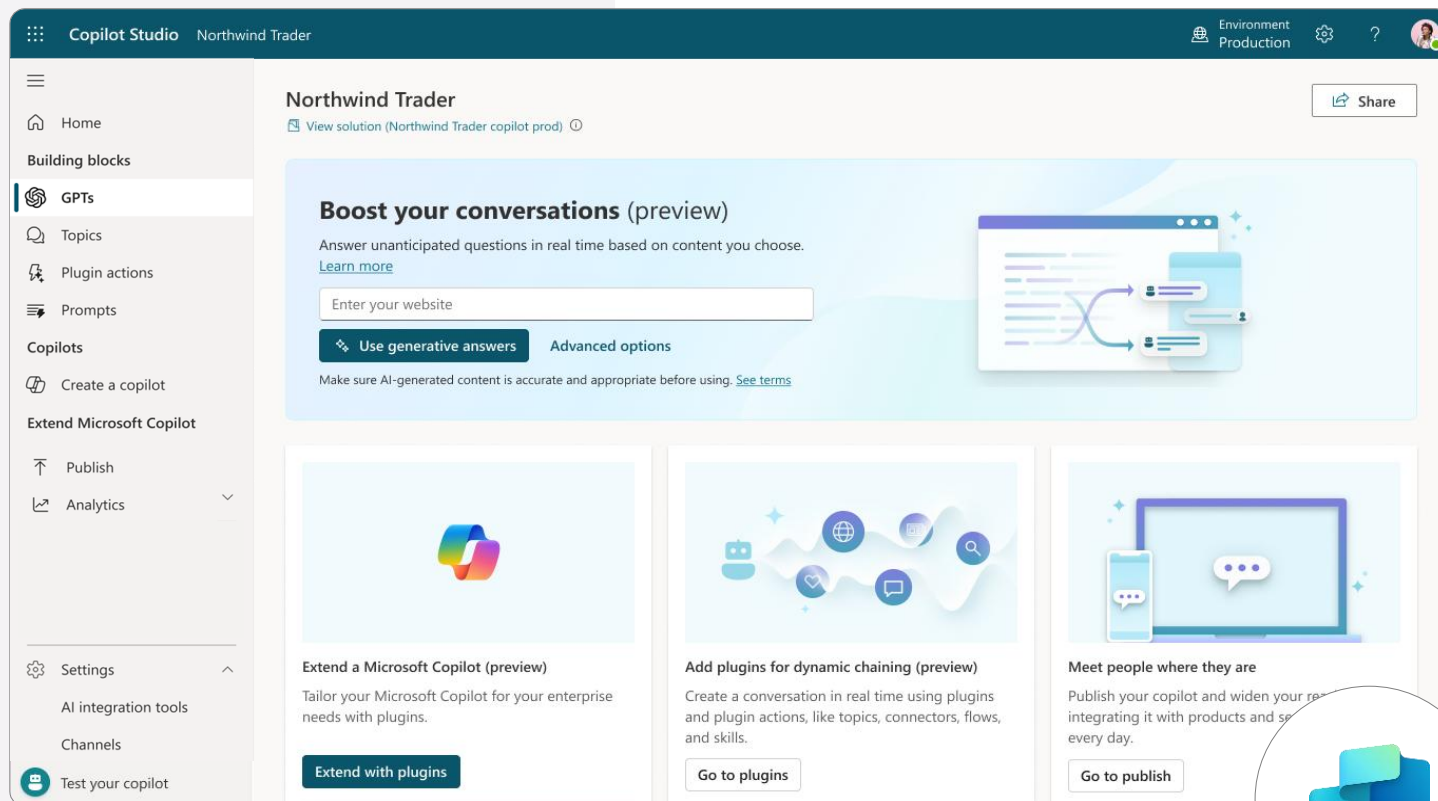 Copilot Studio Northwind Trader
Environment
Production
?
Home
Building blocks
GPTs
Topics
Plugin actions
Prompts
Copilots
Create a copilot
Extend Microsoft Copilot
Publish
Analytics
Settings
AI integration tools
Channels
Test your copilot
Northwind Trader
View solution (Northwind Trader copilot prod)
Share
Boost your conversations (preview)
Answer unanticipated questions in real time based on content you choose.
Learn more
Enter your website
Use generative answers Advanced options
Make sure AI-generated content is accurate and appropriate before using. See terms
Extend a Microsoft Copilot (preview)
Tailor your Microsoft Copilot for your enterprise
needs with plugins.
Extend with plugins
Add plugins for dynamic chaining (preview)
Create a conversation in real time using plugins
and plugin actions, like topics, connectors, flows,
and skills.
Go to plugins
Meet people where they are
Publish your copilot and widen your
integrating it with products and
every day.
Go to publish